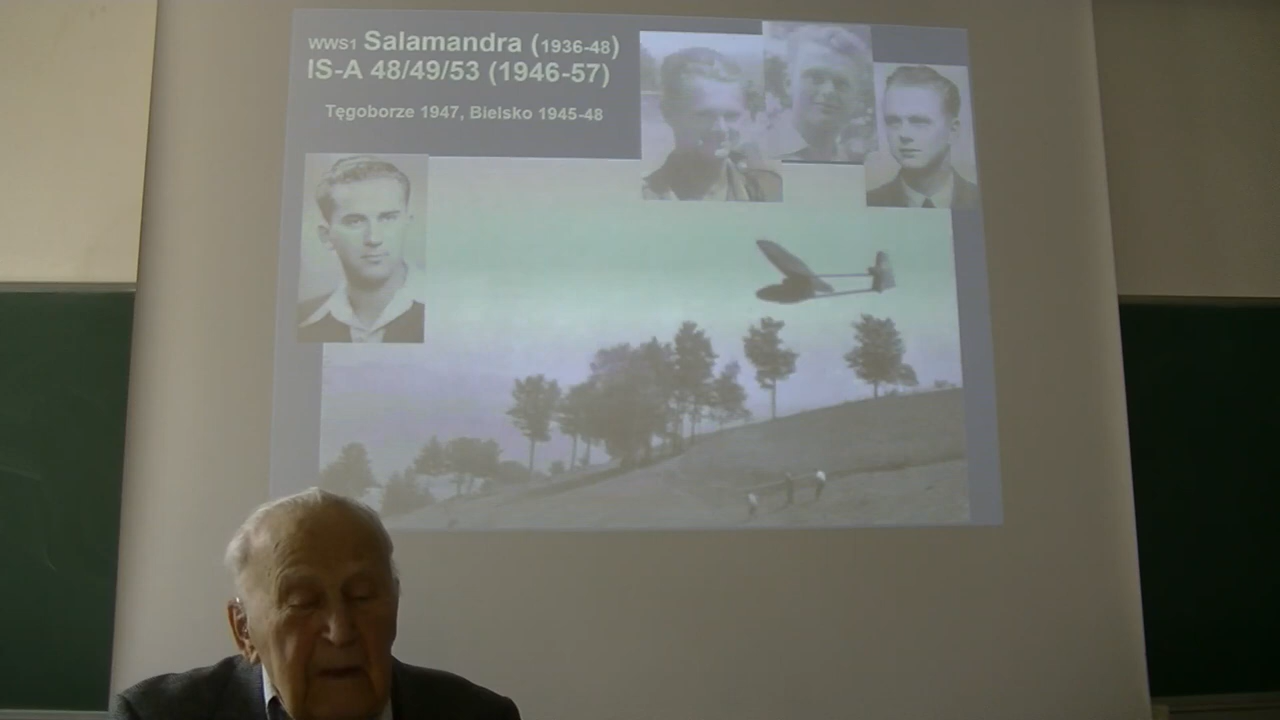 WWS1 Salamandra (1936-48)
IS-A 48/49/53 (1946-57)
Tęgoborze 1947, Bielsko 1945-48